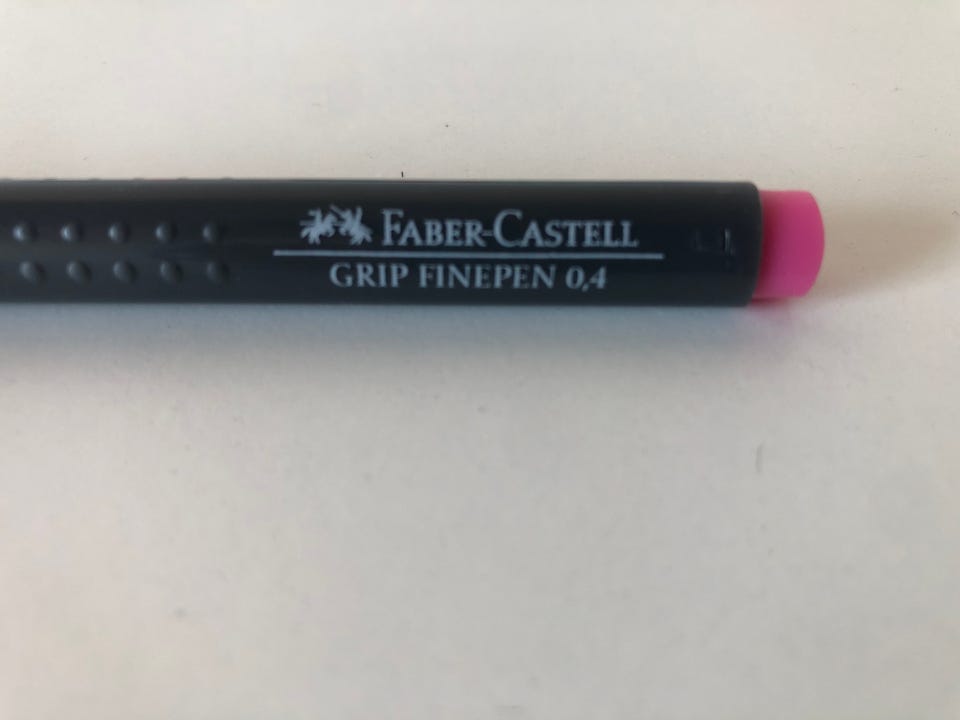 FABER-CASTELL
GRIP FINEPEN 0,4